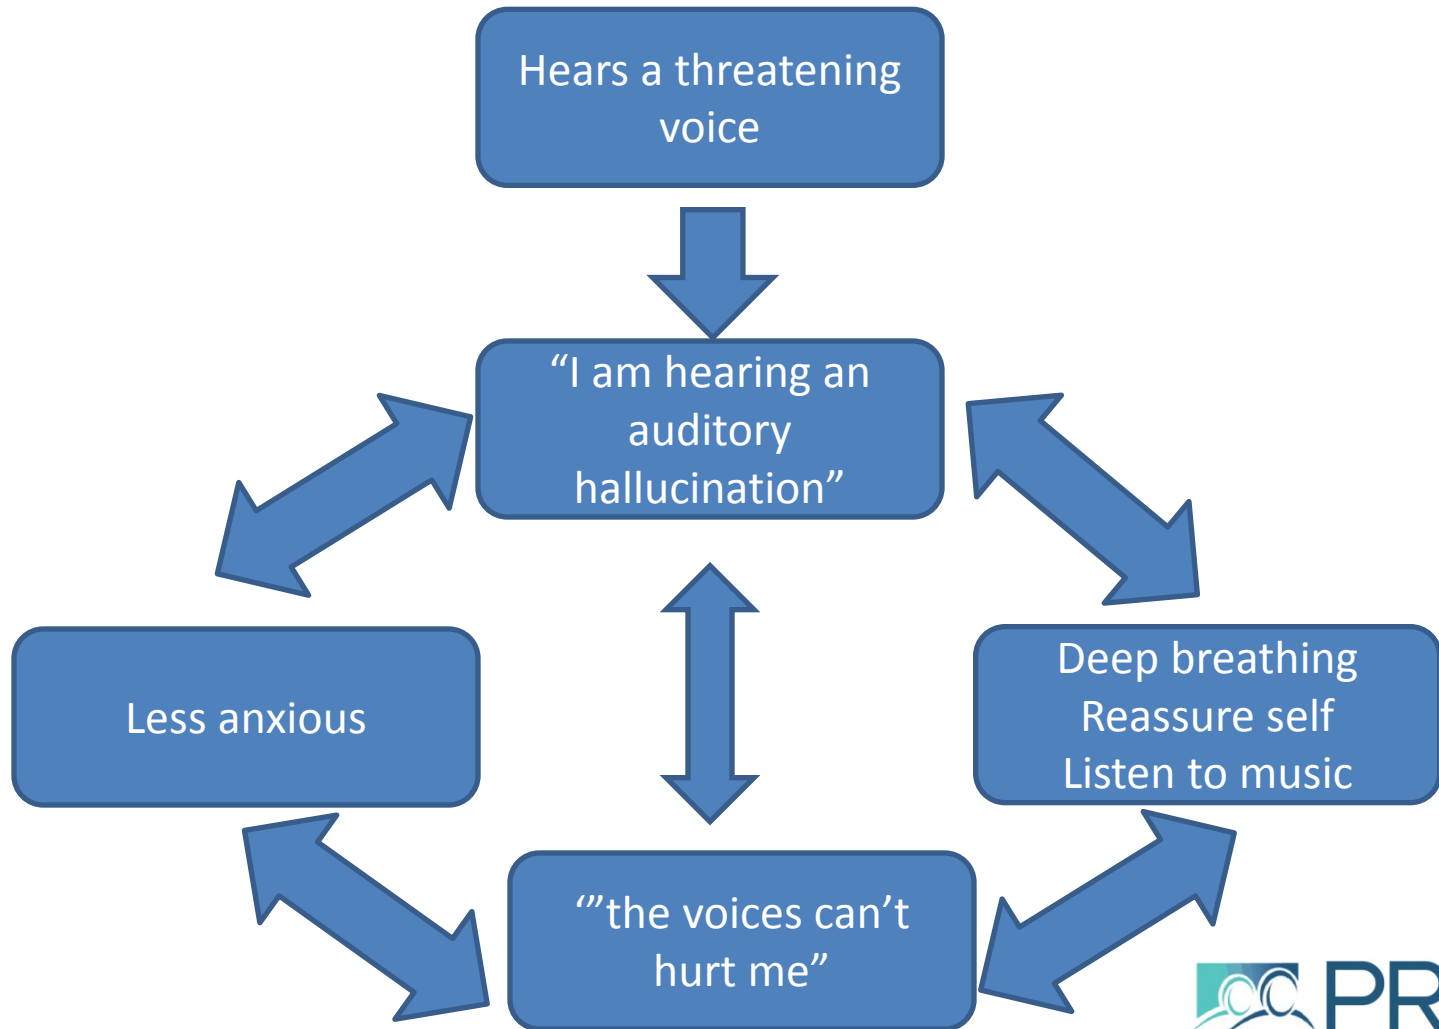 Hears a threatening
voice
“I am hearing an
auditory
hallucination”
Less anxious
Deep breathing
Reassure self
Listen to music
‘”the voices can’t
hurt me”
PR